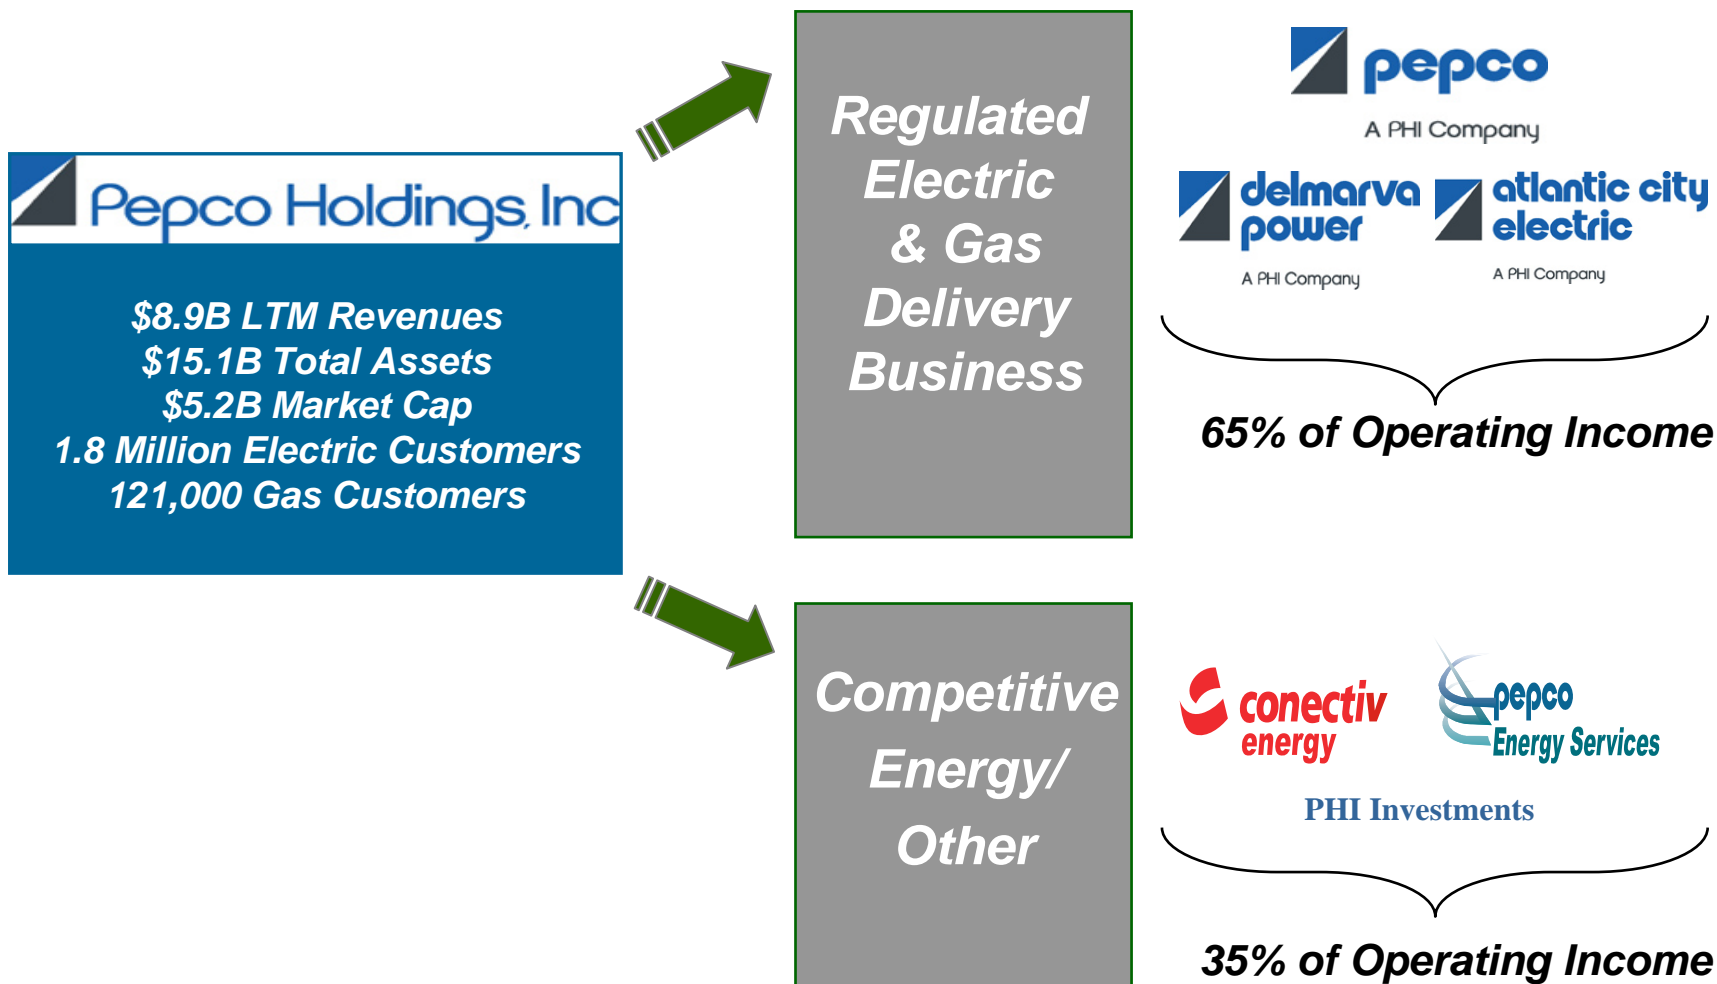 Pepco Holdings, Inc
$8.9B LTM Revenues
$15.1B Total Assets
$5.2B Market Cap
1.8 Million Electric Customers
121,000 Gas Customers
Regulated
Electric
& Gas
Delivery
Business
pepco
A PHI Company
delmarva
power
A PHI Company
atlantic city
electric
A PHI Company
65% of Operating Income
Competitive
Energy/
Other
conectiv
energy
pepco
Energy Services
PHI Investments
35% of Operating Income